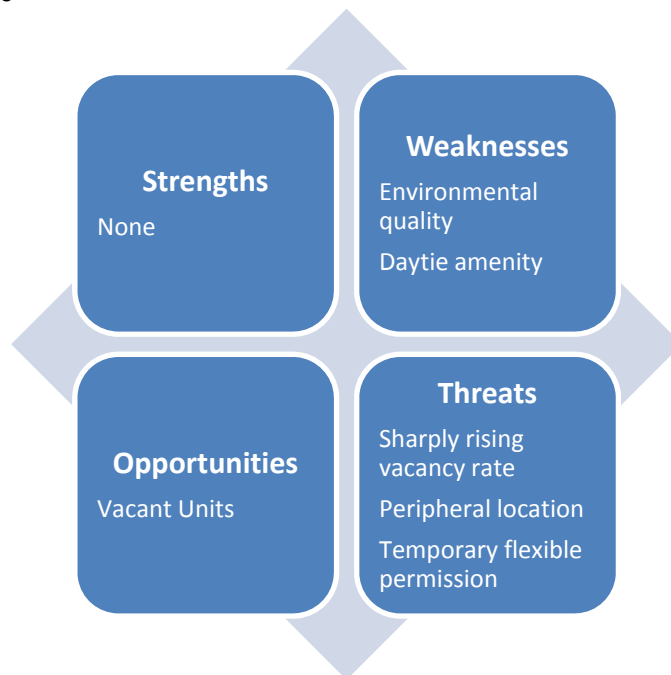 Strengths
None
Weaknesses
Environmental
quality
Daytie amenity
Opportunities
Vacant Units
Threats
Sharply rising
vacancy rate
Peripheral location
Temporary flexible
permission